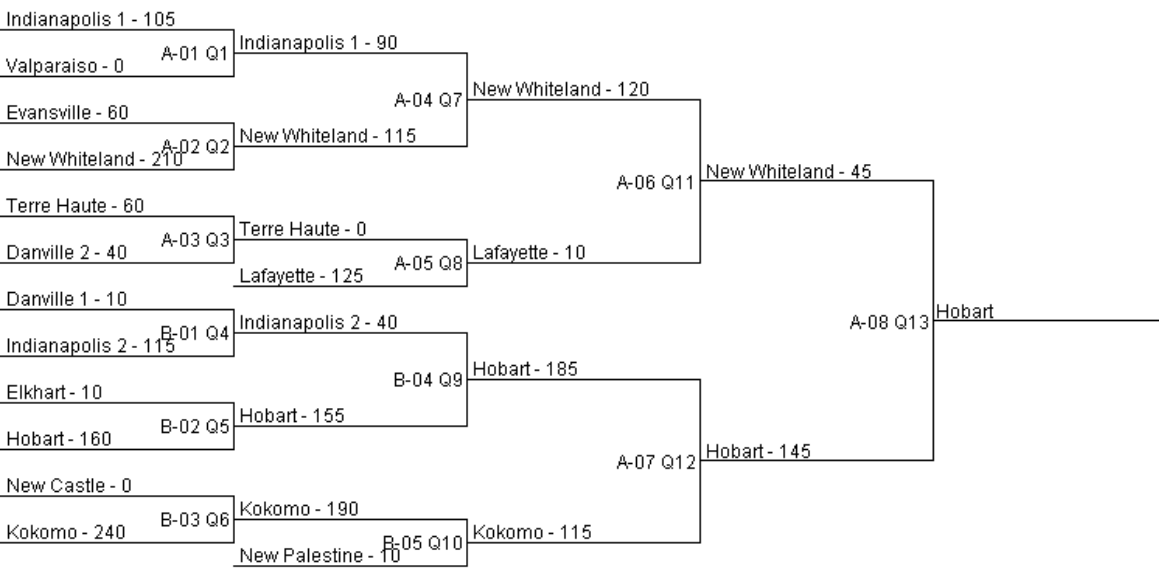 Indianapolis 1 - 105
A-01 Q1
Valparaiso - 0
Evansville - 60
A-02 Q2
New Whiteland - 210
Terre Haute - 60
A-03 Q3
Danville 2 - 40
Danville 1 - 10
B-01 Q4
Indianapolis 2 - 115
Elkhart - 10
B-02 Q5
Hobart - 160
New Castle - 0
B-03 Q6
Kokomo - 240
Indianapolis 1 - 90
A-04 Q7
New Whiteland - 115
Terre Haute - 0
A-05 Q8
Lafayette - 125
Indianapolis 2 - 40
B-04 Q9
Hobart - 155
Kokomo - 190
B-05 Q10
New Palestine - 10
New Whiteland - 120
A-06 Q11
Lafayette - 10
Hobart - 185
A-07 Q12
Kokomo - 115
New Whiteland - 45
A-08 Q13
Hobart - 145
Hobart